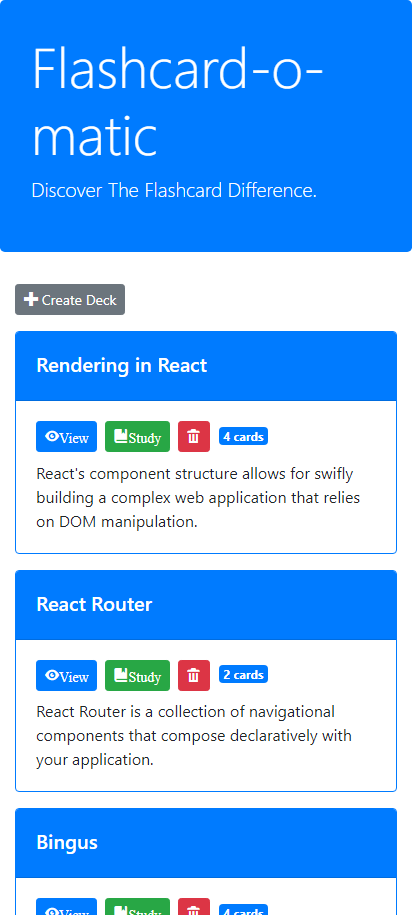 Flashcard-o-
matic
Discover The Flashcard Difference.
Create Deck
Rendering in React
View Study 4 cards
React's component structure allows for swifly
building a complex web application that relies
on DOM manipulation.
React Router
View Study 2 cards
React Router is a collection of navigational
components that compose declaratively with
your application.
Bingus
View Study 4 cards